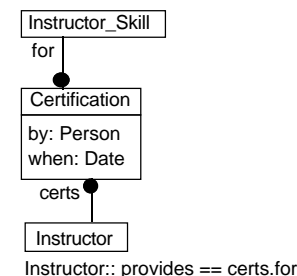 Instructor_Skill
for
Certification
by: Person
when: Date
certs
Instructor
Instructor:: provides == certs.for